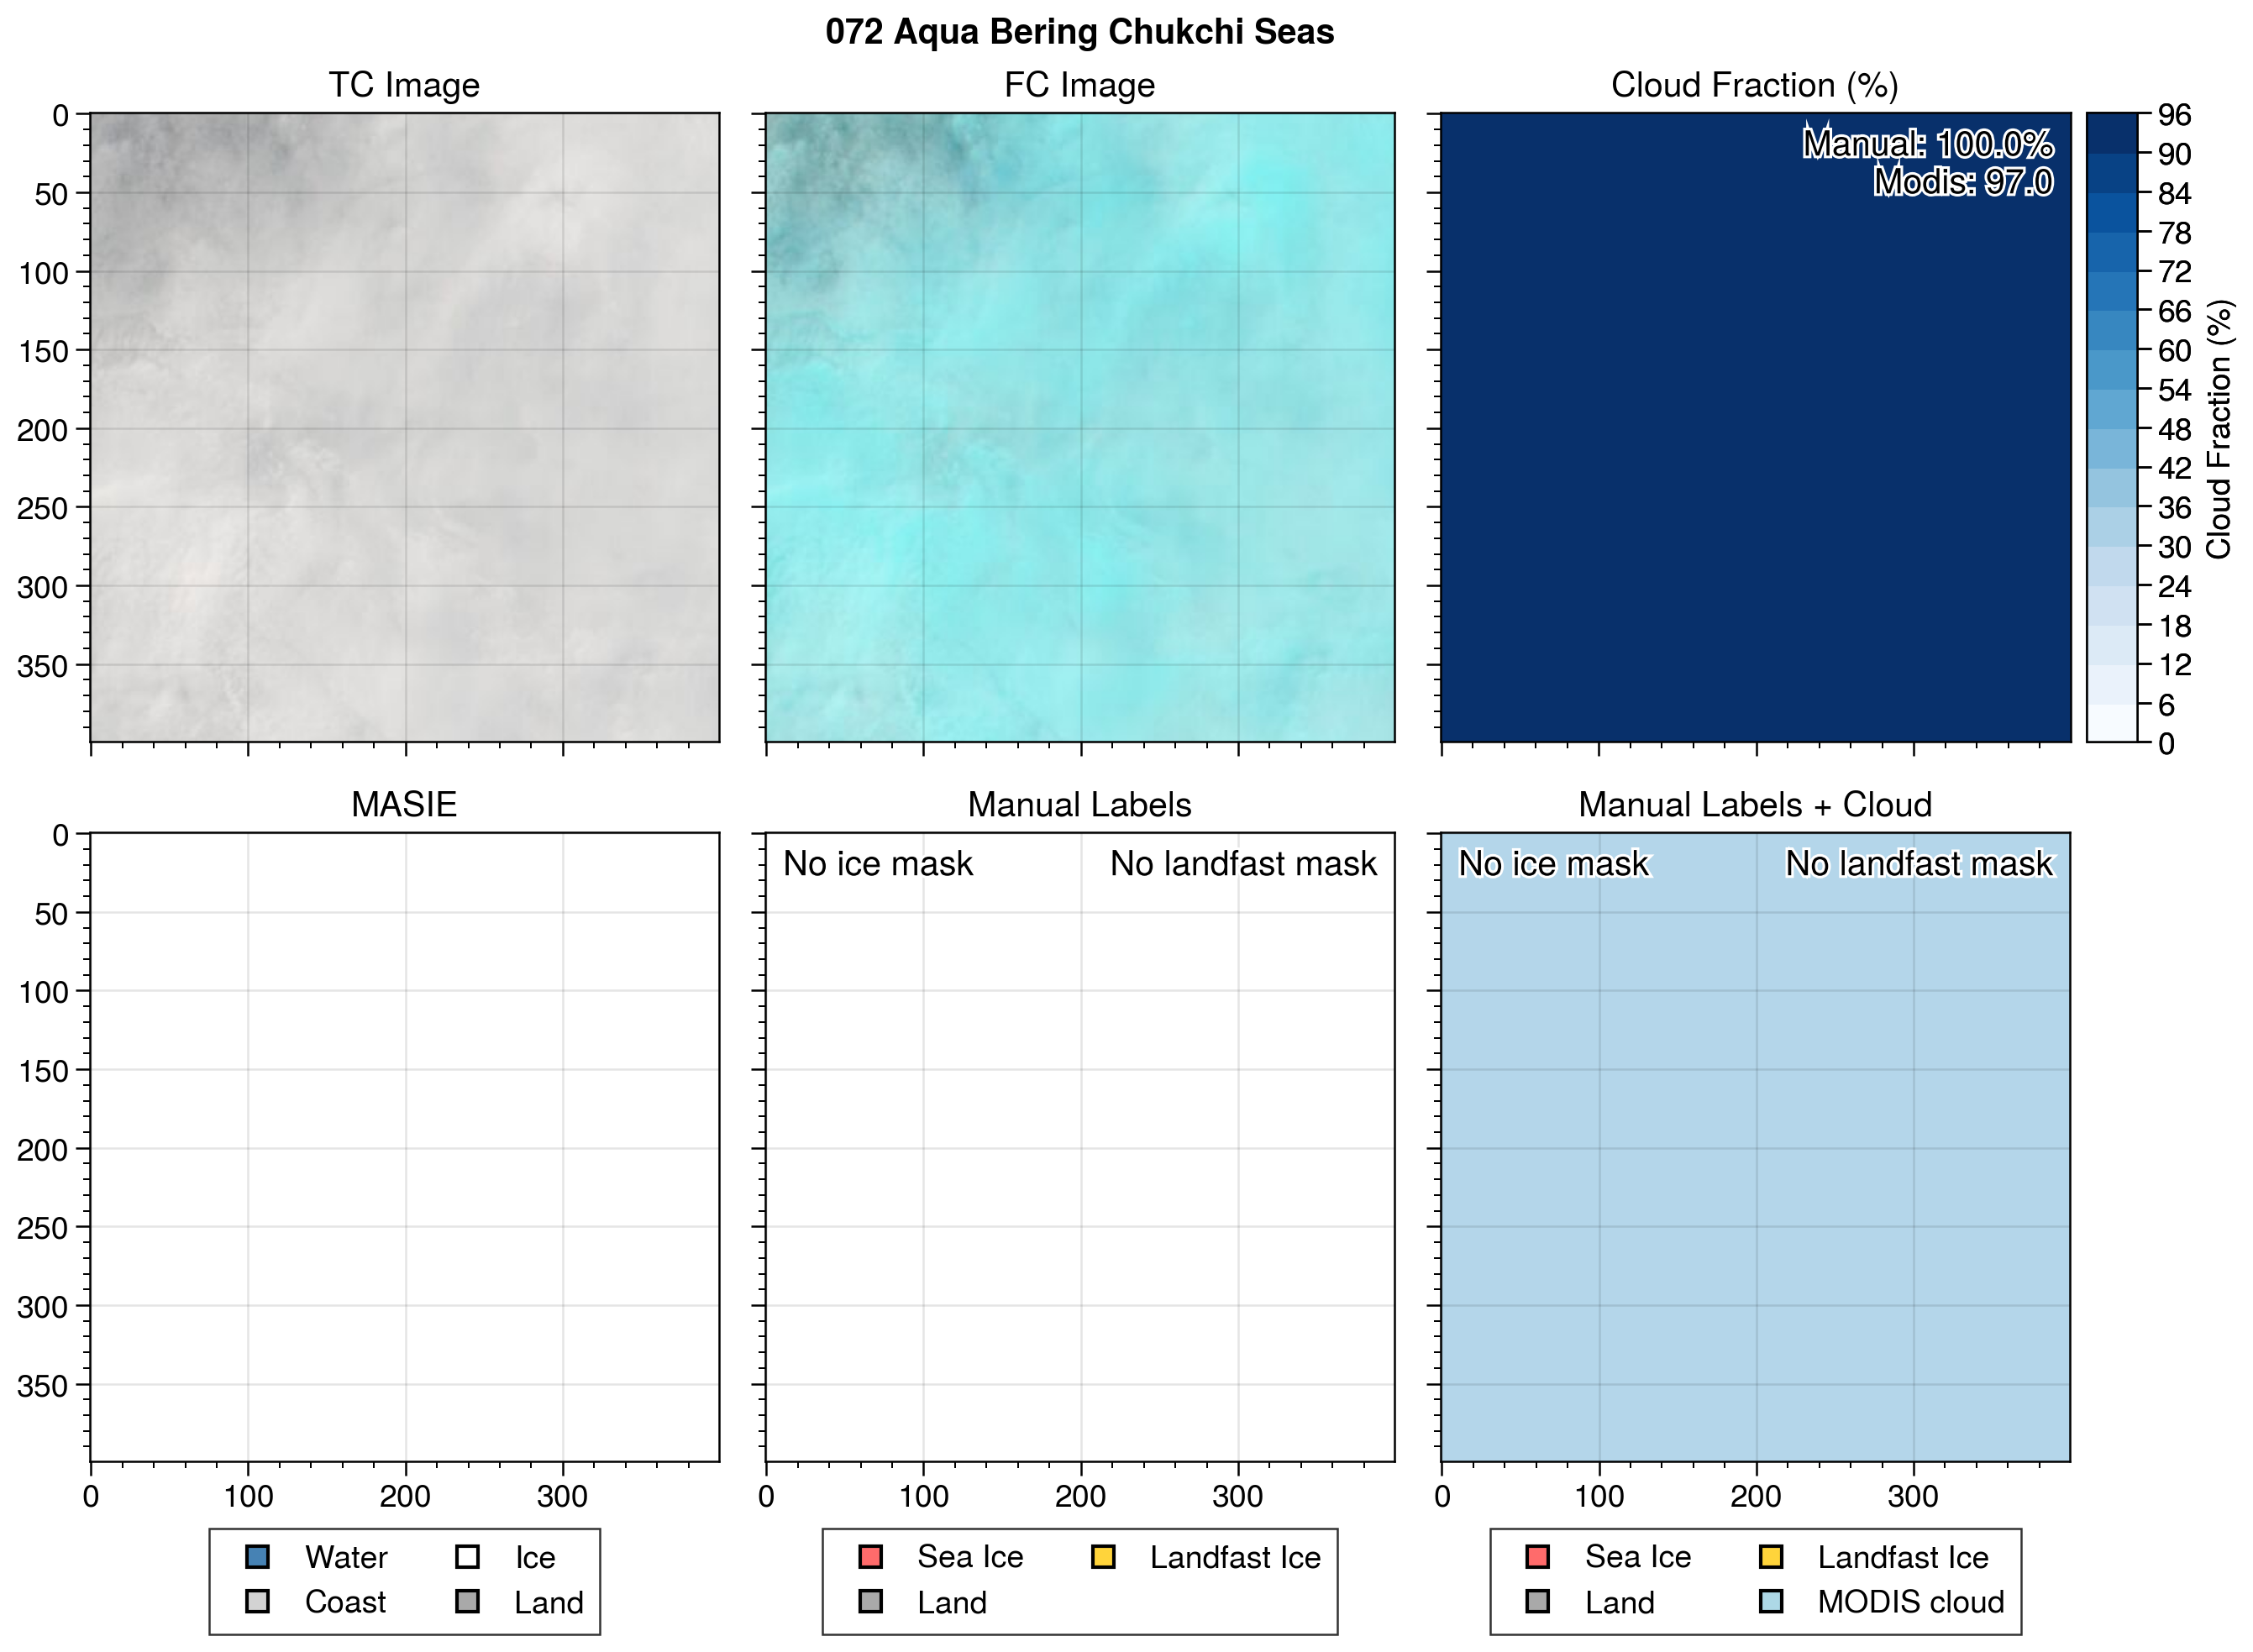 072 Aqua Bering Chukchi Seas
TC Image
FC Image
Cloud Fraction (%)
0
50
100
150
200
250
300
350
Manual: 100.0%
Modis: 97.0
96
90
84
78
72
66
60
54
48
42
36
30
24
18
12
6
0
Cloud Fraction (%)
MASIE
Manual Labels
Manual Labels + Cloud
0
50
100
150
200
250
300
350
No ice mask
No landfast mask
No ice mask
No landfast mask
0 100 200 300
0 100 200 300
0 100 200 300
Water Ice
Coast Land
Sea Ice Landfast Ice
Land
Sea Ice Landfast Ice
Land MODIS cloud